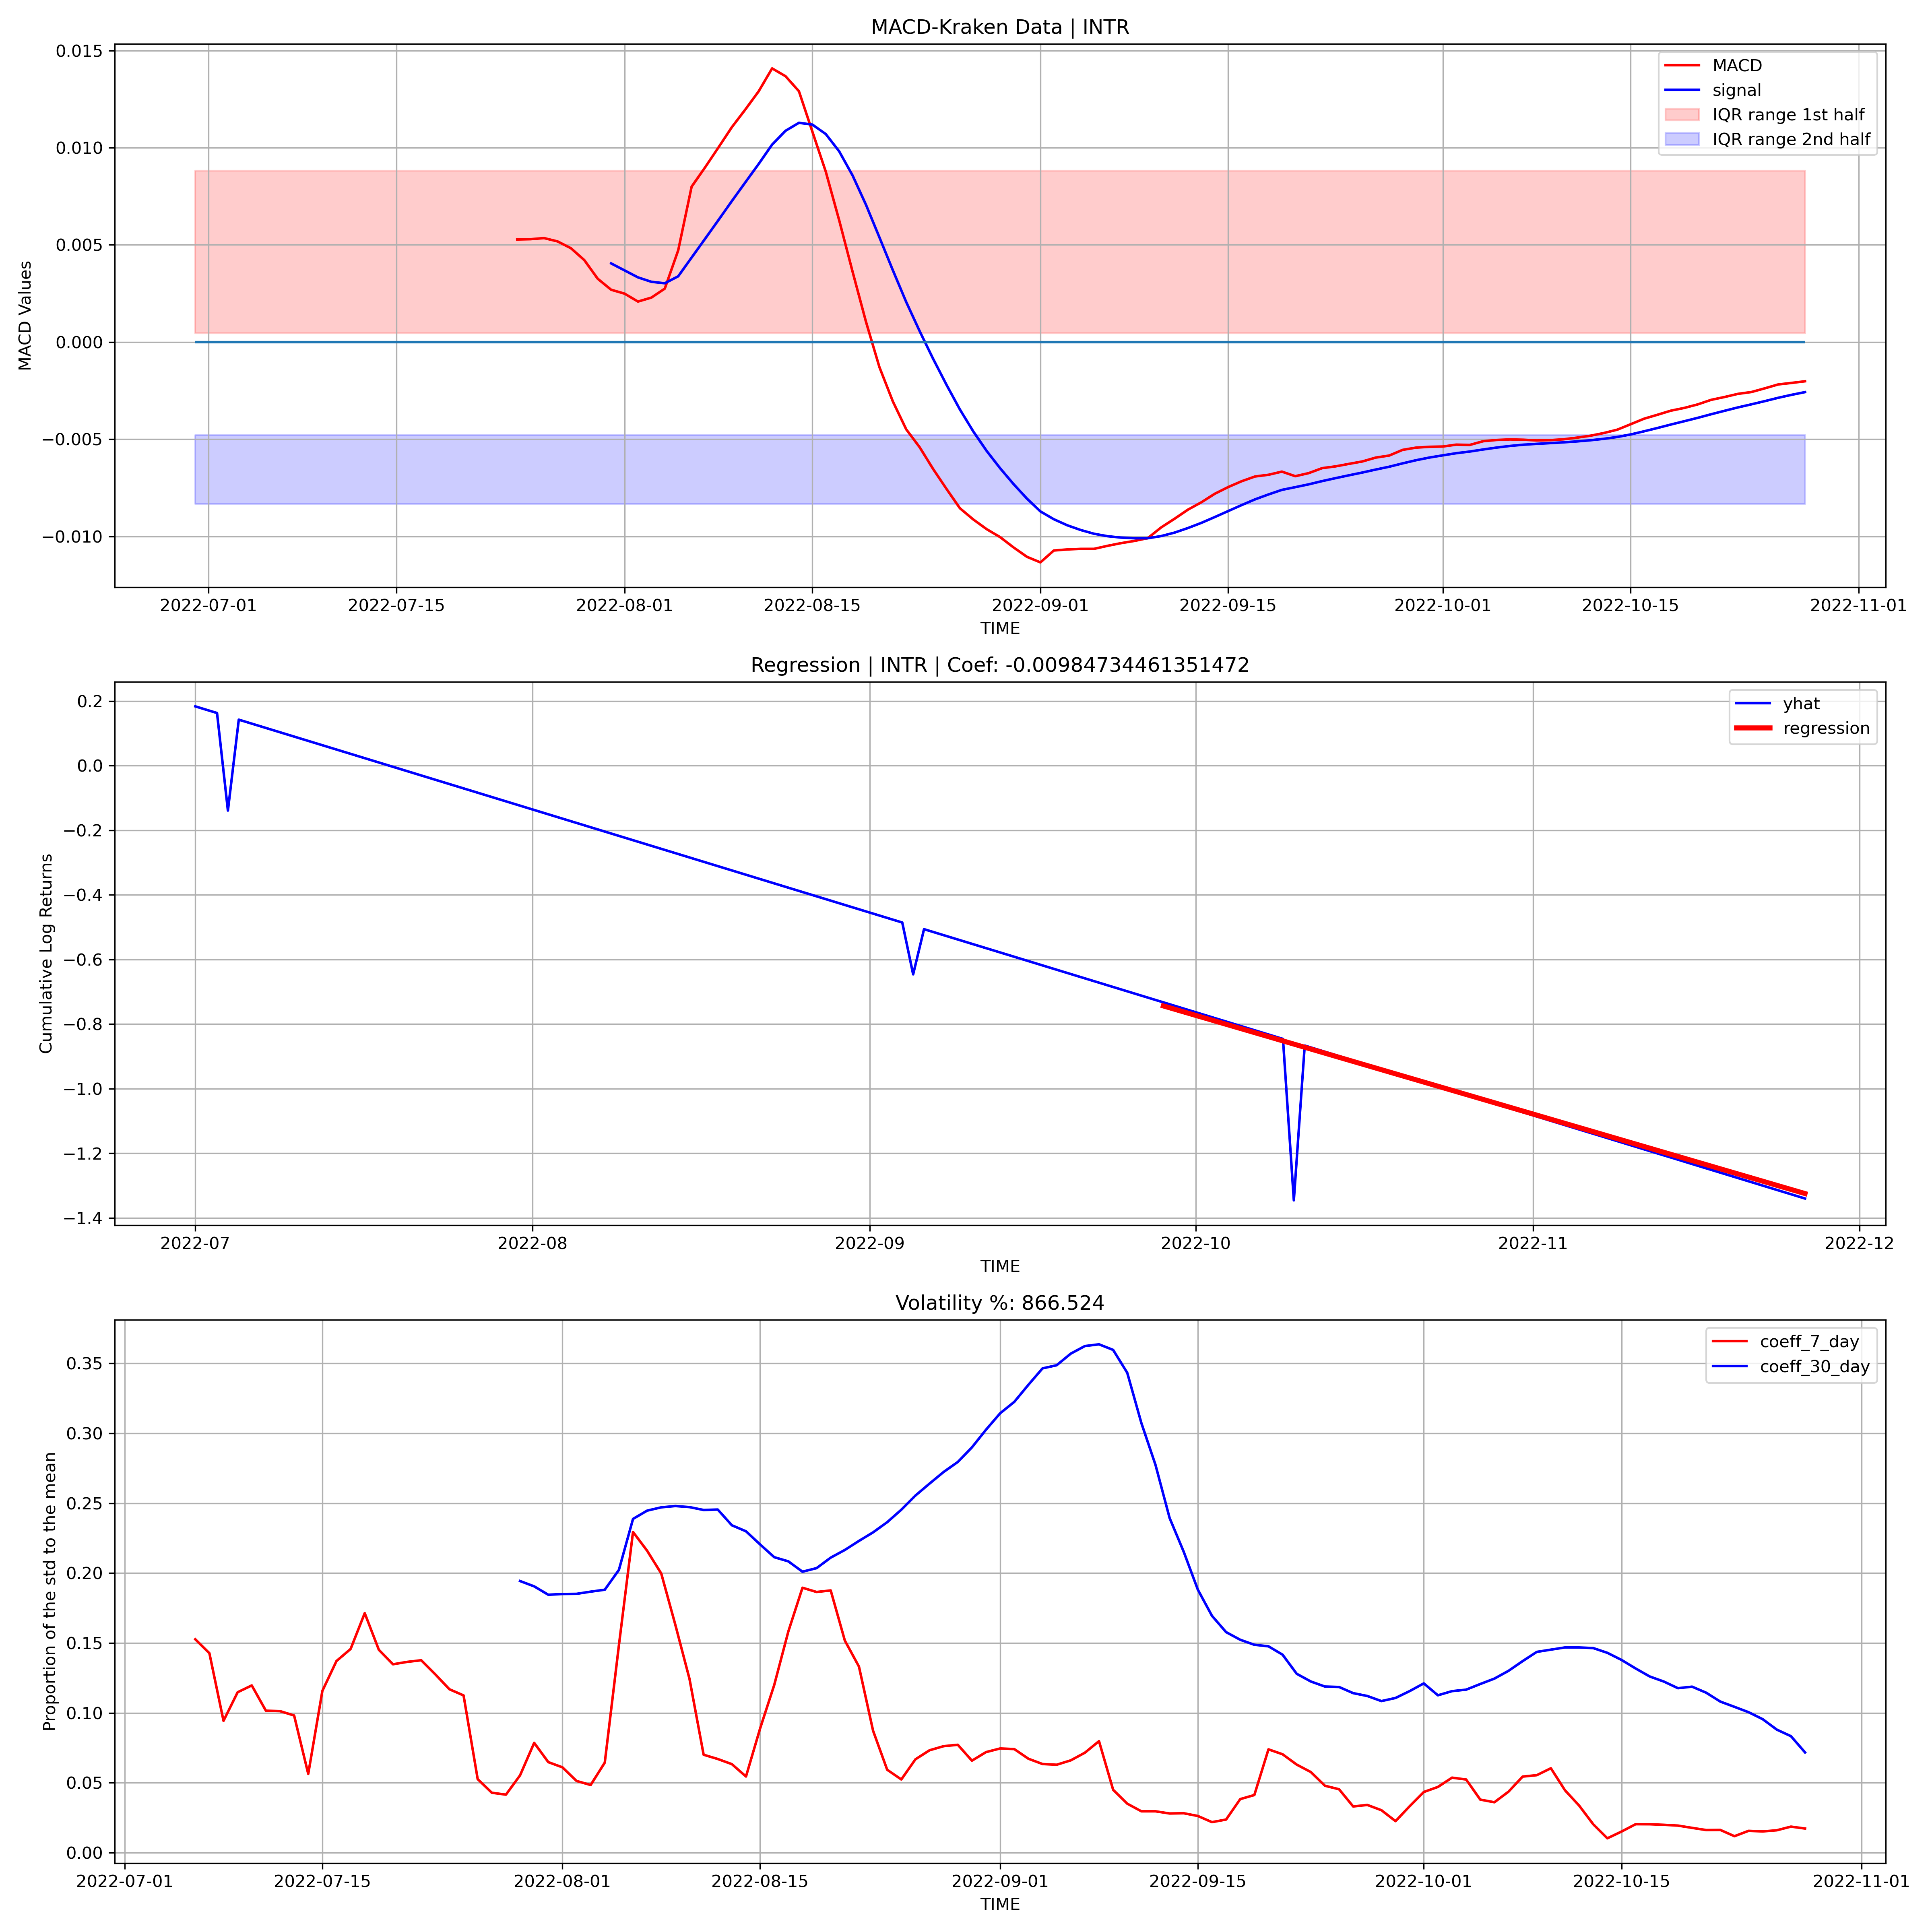 MACD-Kraken Data | INTR
0.015
0.010
0.005
0.000
−0.005
−0.010
MACD Values
MACD
signal
IQR range 1st half
IQR range 2nd half
2022-07-01 2022-07-15 2022-08-01 2022-08-15 2022-09-01 2022-09-15 2022-10-01 2022-10-15 2022-11-01
TIME
Regression | INTR | Coef: -0.00984734461351472
0.2
0.0
−0.2
−0.4
−0.6
−0.8
−1.0
−1.2
−1.4
Cumulative Log Returns
yhat
regression
2022-07 2022-08 2022-09 2022-10 2022-11 2022-12
TIME
Volatility %: 866.524
0.35
0.30
0.25
0.20
0.15
0.10
0.05
0.00
Proportion of the std to the mean
coeff_7_day
coeff_30_day
2022-07-01 2022-07-15 2022-08-01 2022-08-15 2022-09-01 2022-09-15 2022-10-01 2022-10-15 2022-11-01
TIME